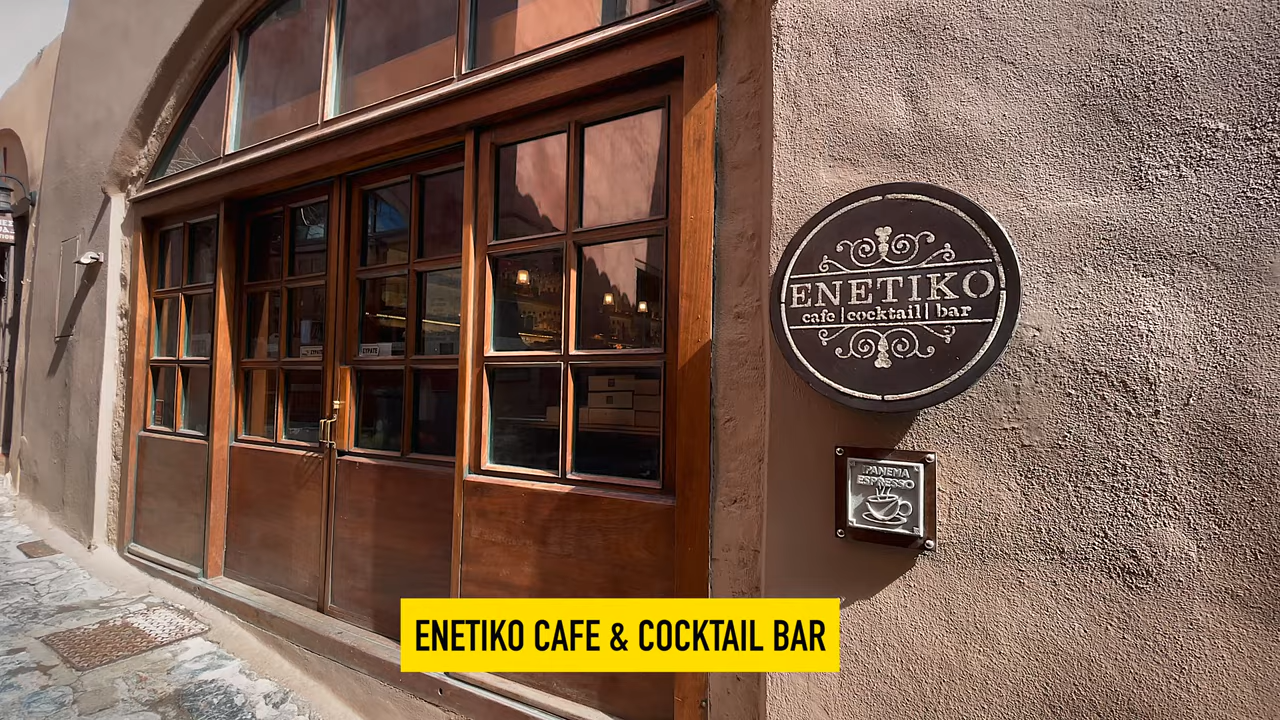 ENETIKO
cafe | cocktail | bar
PANEMA
ESPRESSO
ENETIKO CAFE & COCKTAIL BAR